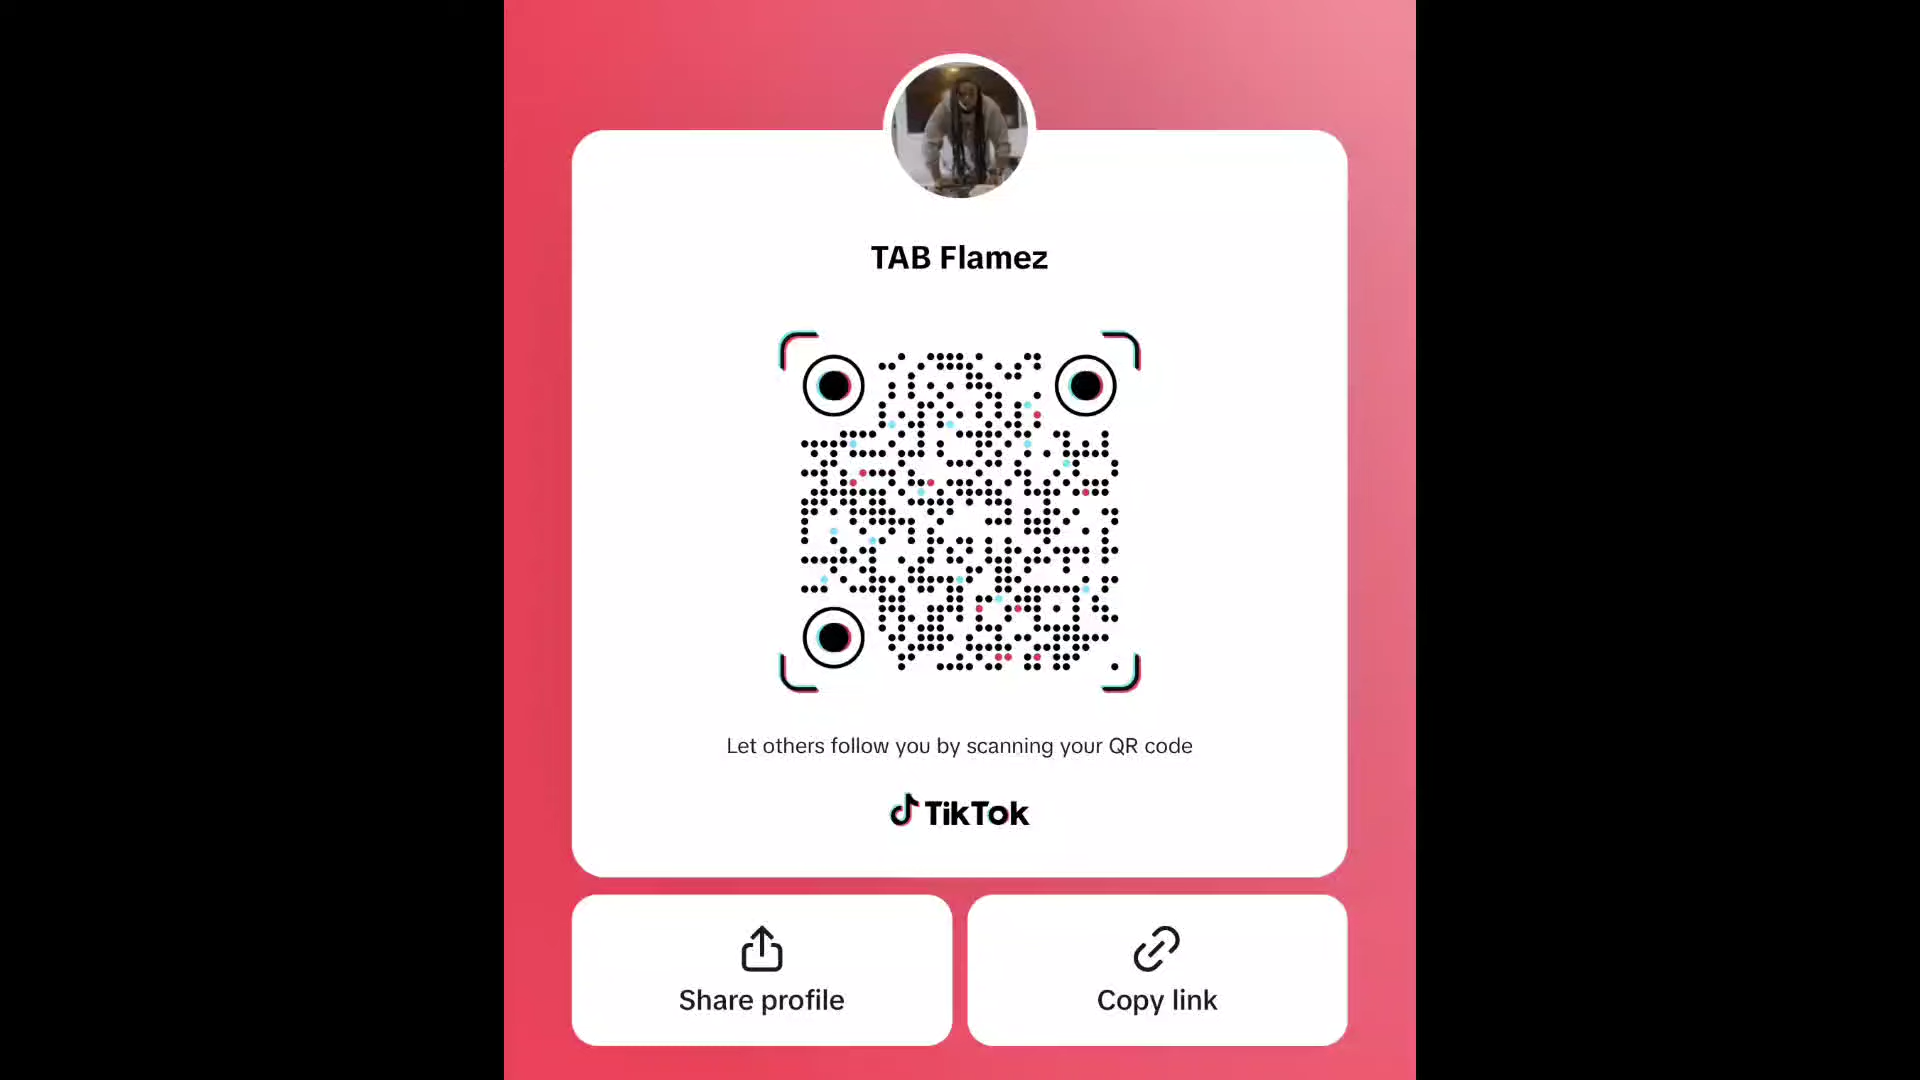 TAB Flamez
Let others follow you by scanning your QR code
TikTok
Share profile
Copy link